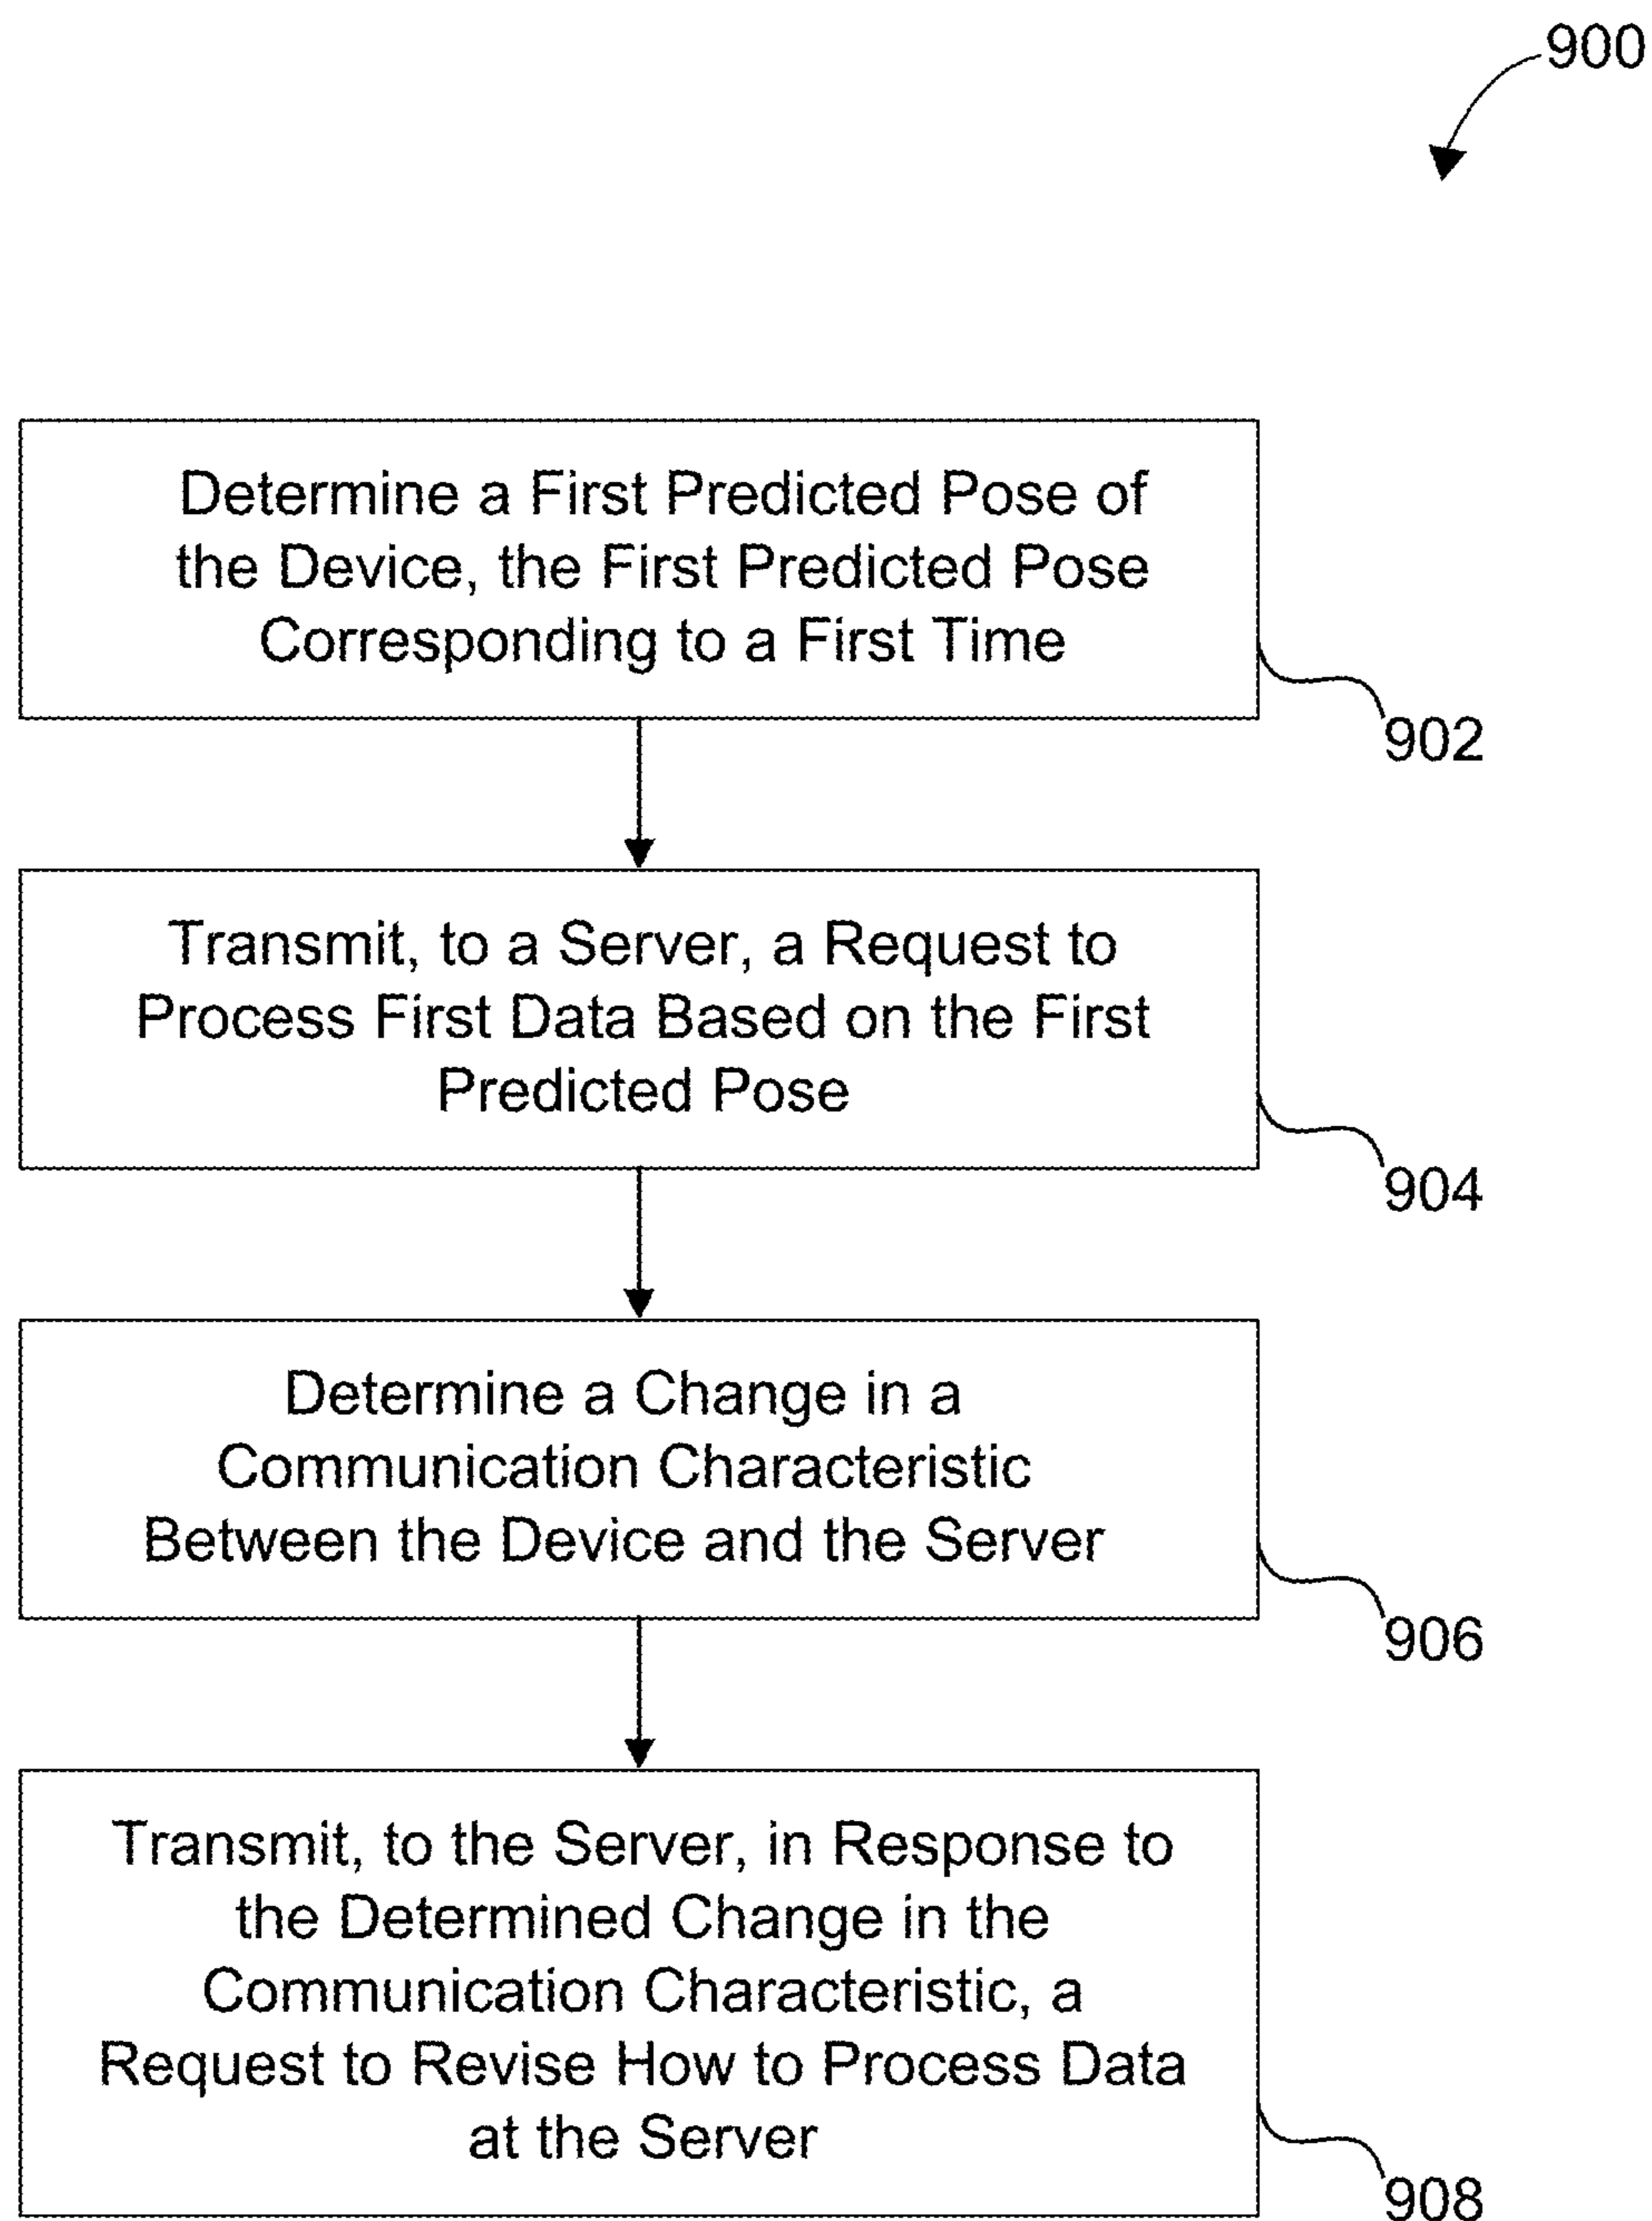 900
Determine a First Predicted Pose of
the Device, the First Predicted Pose
Corresponding to a First Time
902
Transmit, to a Server, a Request to
Process First Data Based on the First
Predicted Pose
904
Determine a Change in a
Communication Characteristic
Between the Device and the Server
906
Transmit, to the Server, in Response to
the Determined Change in the
Communication Characteristic, a
Request to Revise How to Process Data
at the Server
908